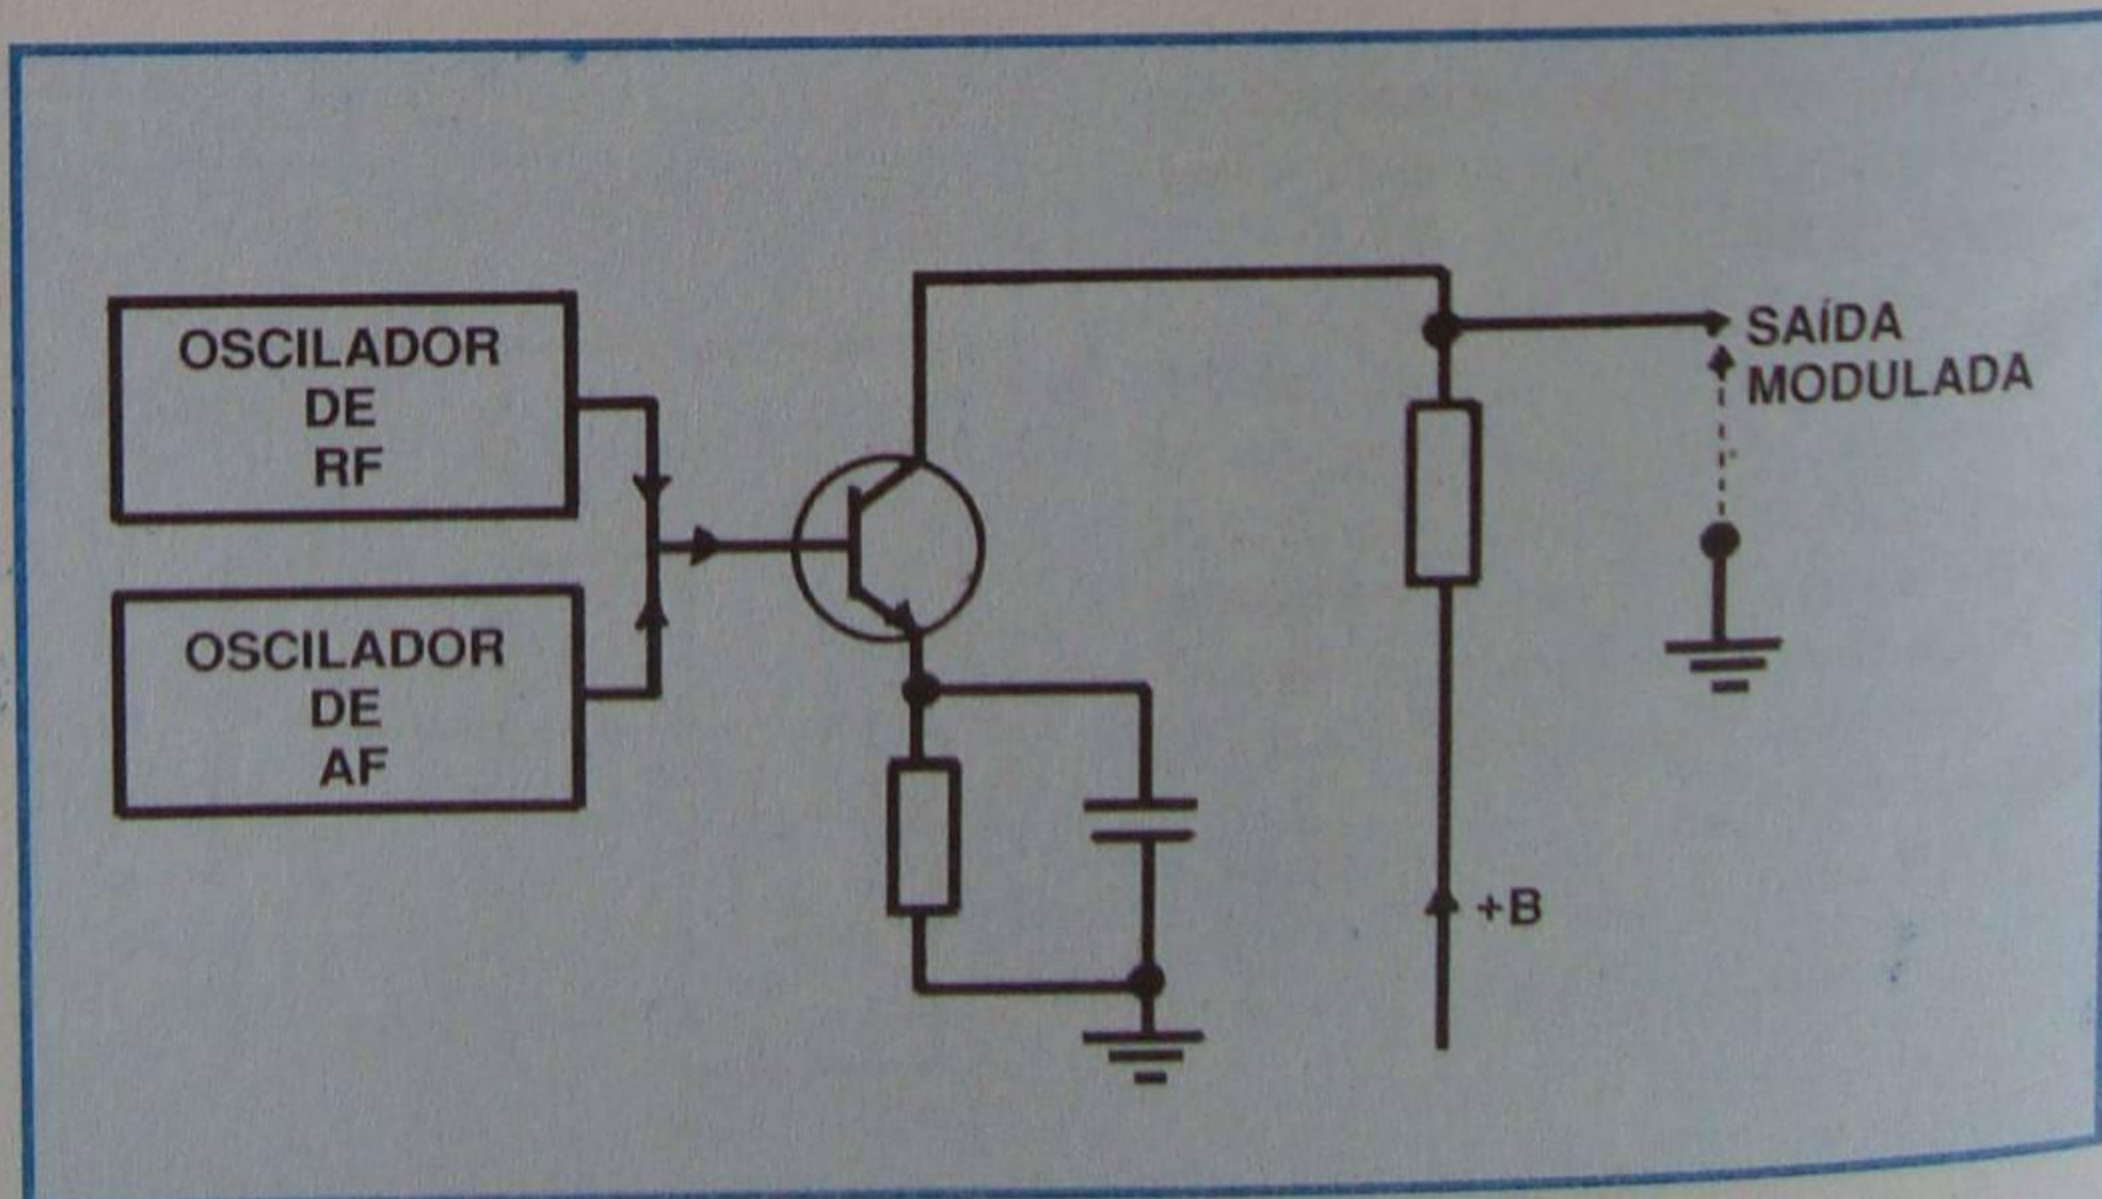 OSCILADOR
DE
RF
SAÍDA
MODULADA
OSCILADOR
DE
AF
+B